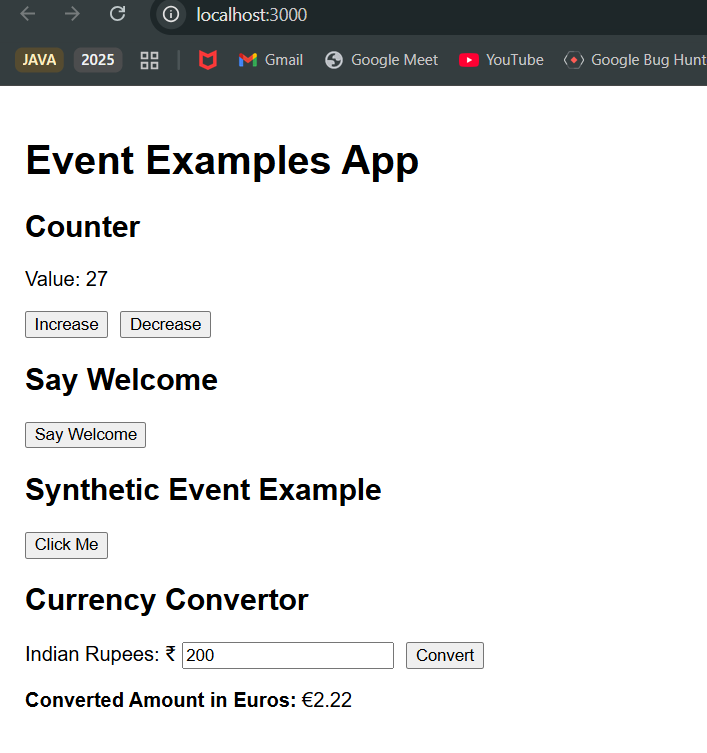 localhost:3000
JAVA 2025 Gmail Google Meet YouTube Google Bug Hunt
Event Examples App
Counter
Value: 27
Increase Decrease
Say Welcome
Say Welcome
Synthetic Event Example
Click Me
Currency Convertor
Indian Rupees: ₹ 200 Convert
Converted Amount in Euros: €2.22